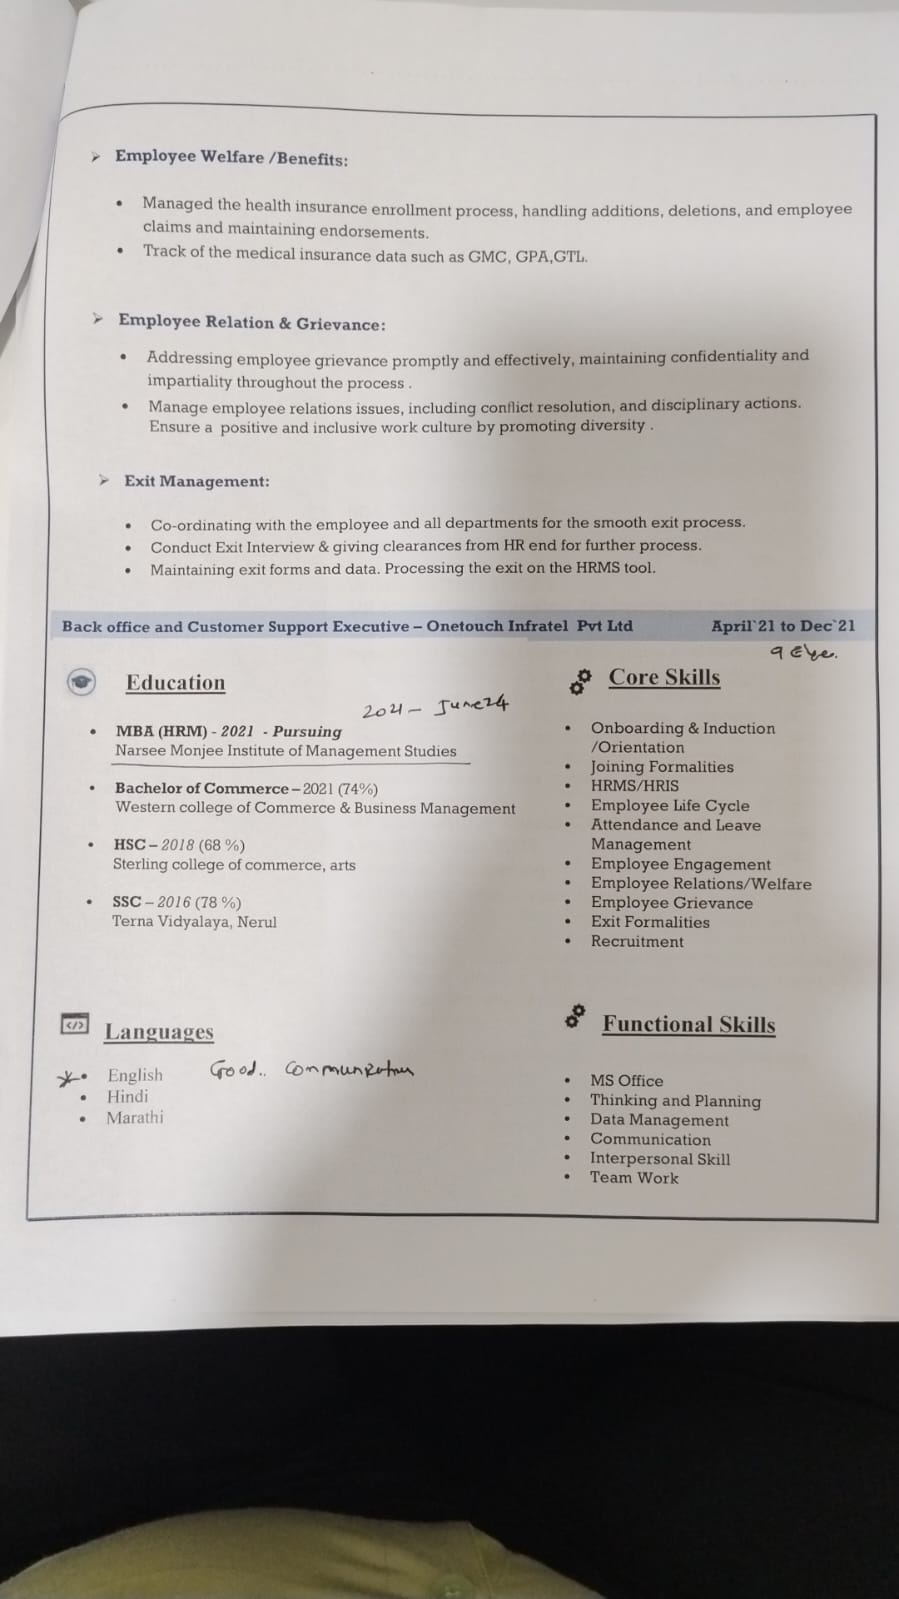 Employee Welfare /Benefits:
Managed the health insurance enrollment process, handling additions, deletions, and employee
claims and maintaining endorsements.
Track of the medical insurance data such as GMC, GPA,GTL.
Employee Relation & Grievance:
Addressing employee grievance promptly and effectively, maintaining confidentiality and
impartiality throughout the process .
Manage employee relations issues, including conflict resolution, and disciplinary actions.
Ensure a positive and inclusive work culture by promoting diversity .
Exit Management:
Co-ordinating with the employee and all departments for the smooth exit process.
Conduct Exit Interview & giving clearances from HR end for further process.
Maintaining exit forms and data. Processing the exit on the HRMS tool.
Back office and Customer Support Executive – Onetouch Infratel Pvt Ltd April`21 to Dec`21
Education
2021 - June 24
MBA (HRM) - 2021 - Pursuing
Narsee Monjee Institute of Management Studies
Bachelor of Commerce – 2021 (74%)
Western college of Commerce & Business Management
HSC – 2018 (68 %)
Sterling college of commerce, arts
SSC – 2016 (78 %)
Terna Vidyalaya, Nerul
Core Skills
Onboarding & Induction
/Orientation
Joining Formalities
HRMS/HRIS
Employee Life Cycle
Attendance and Leave
Management
Employee Engagement
Employee Relations/Welfare
Employee Grievance
Exit Formalities
Recruitment
Languages
English Good.. Communication
Hindi
Marathi
Functional Skills
MS Office
Thinking and Planning
Data Management
Communication
Interpersonal Skill
Team Work